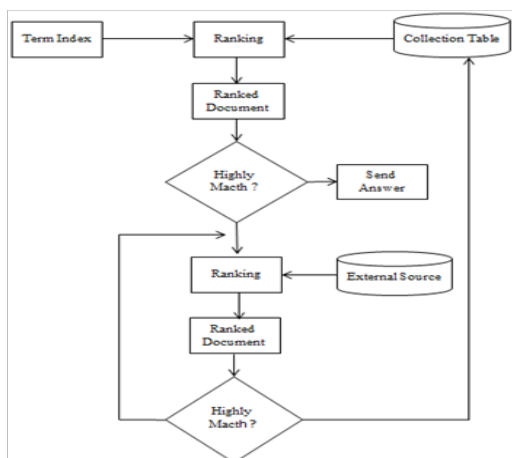 Term Index
Ranking
Collection Table
Ranked
Document
Highly
Macth ?
Send
Answer
Ranking
External Source
Ranked
Document
Highly
Macth ?